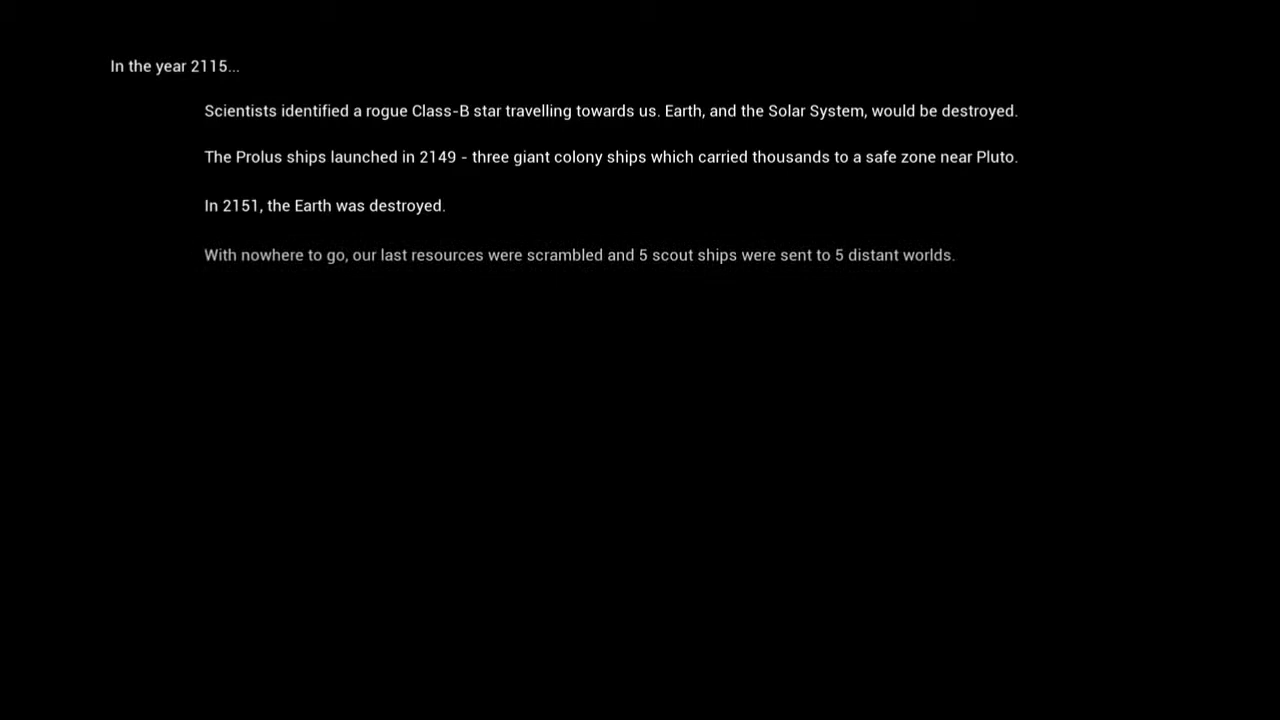 In the year 2115...
Scientists identified a rogue Class-B star travelling towards us. Earth, and the Solar System, would be destroyed.
The Prolus ships launched in 2149 - three giant colony ships which carried thousands to a safe zone near Pluto.
In 2151, the Earth was destroyed.
With nowhere to go, our last resources were scrambled and 5 scout ships were sent to 5 distant worlds.